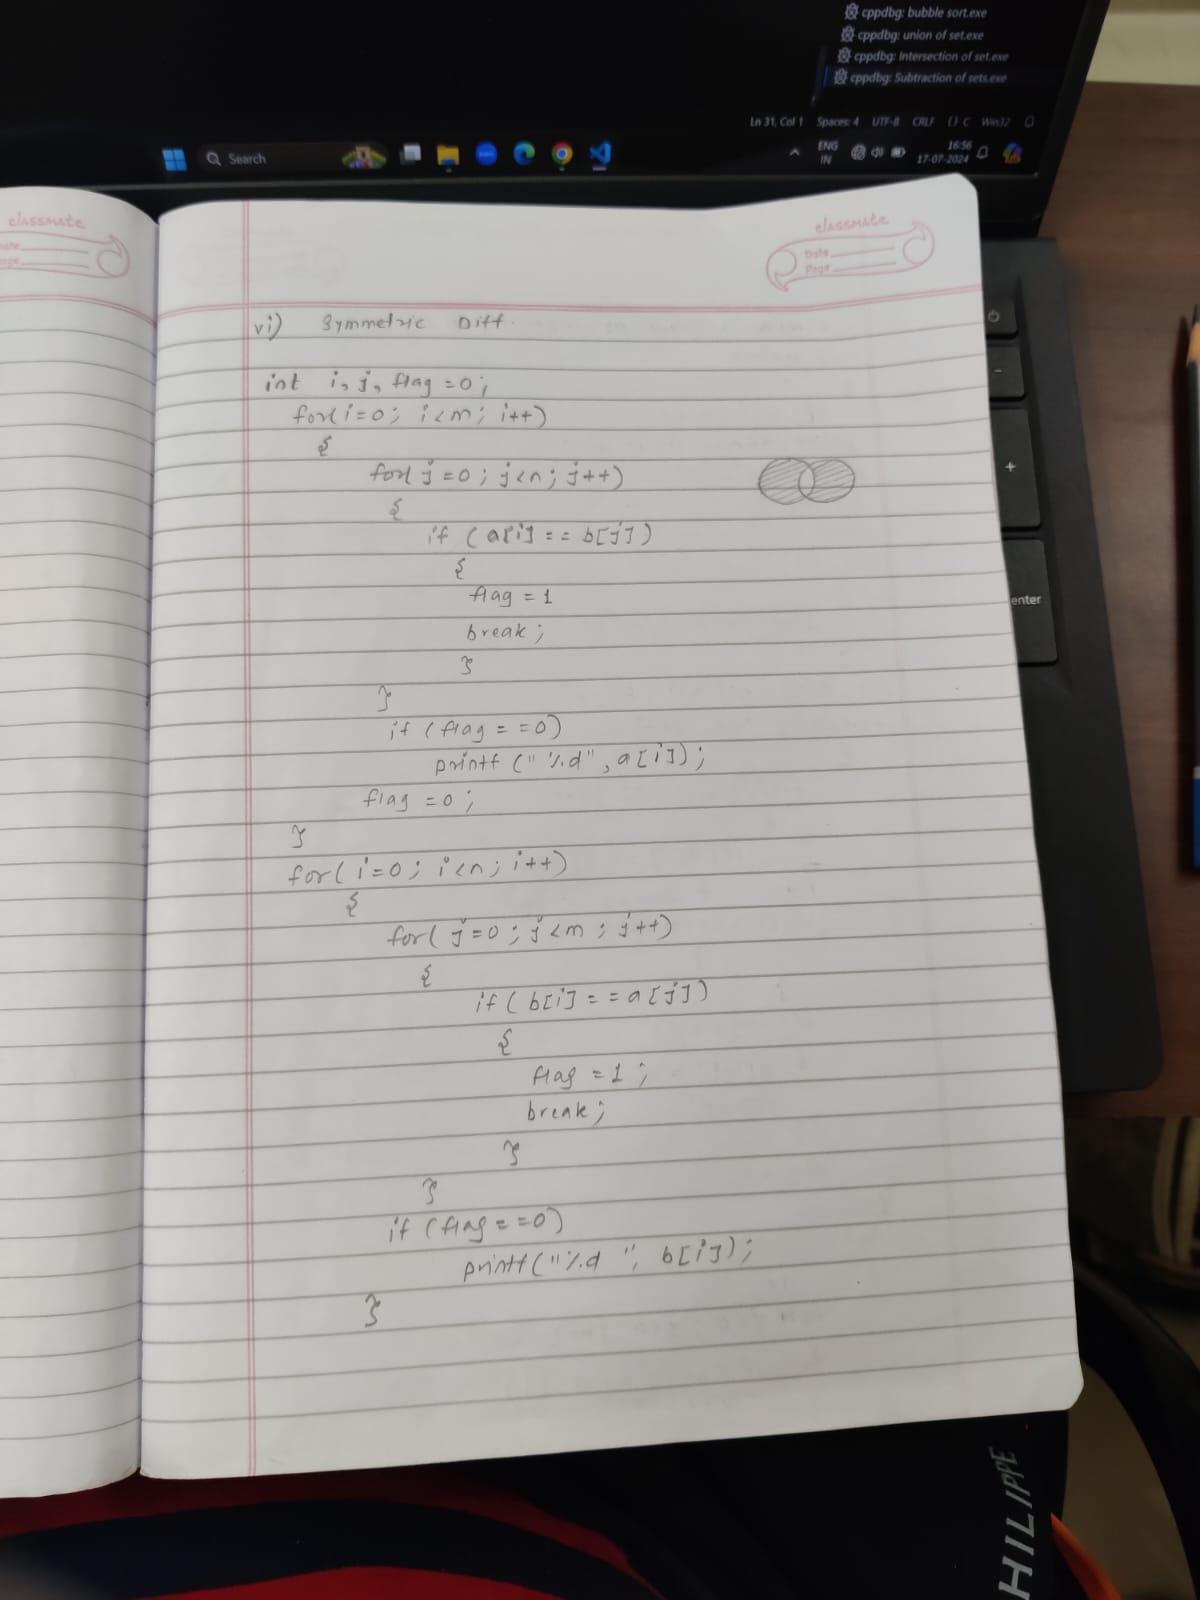 cppdbg: bubble sort.exe
cppdbg: union of set.exe
cppdbg: Intersection of set.exe
cppdbg: Subtraction of sets.exe
Ln 31, Col 1 Spaces: 4 UTF-8 CRLF {} C Win32
Search
ENG
IN
16:56
17-07-2024
classmate
classmate
Date
Page
vi) Symmetric Diff.
int i, j, flag = 0;
for(i=0; i<m; i++)
{
for( j = 0; j<n; j++)
{
if (a[i] == b[j])
{
flag = 1
break;
}
}
if (flag == 0)
printf ("%d", a[i]);
flag = 0;
}
for( i=0; i<n; i++)
{
for( j=0; j<m; j++)
{
if( b[i] == a[j])
{
flag = 1;
break;
}
}
if (flag == 0)
printf("%d ", b[i]);
}
+
enter
HILIPPE